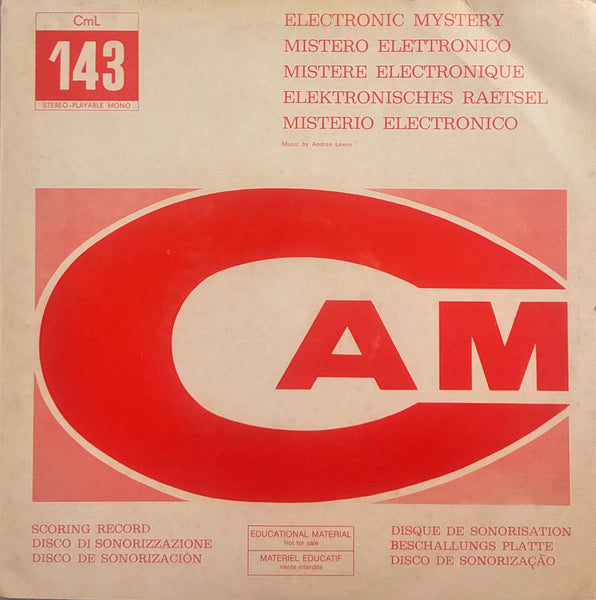 CmL
143
STEREO-PLAYABLE MONO
ELECTRONIC MYSTERY
MISTERO ELETTRONICO
MISTERE ELECTRONIQUE
ELEKTRONISCHES RAETSEL
MISTERIO ELECTRONICO
Music by Andres Lewin
CAM
SCORING RECORD
DISCO DI SONORIZZAZIONE
DISCO DE SONORIZACIÒN
EDUCATIONAL MATERIAL
Not for sale
MATERIEL EDUCATIF
Vente interdite
DISQUE DE SONORISATION
BESCHALLUNGS PLATTE
DISCO DE SONORIZAÇÃO